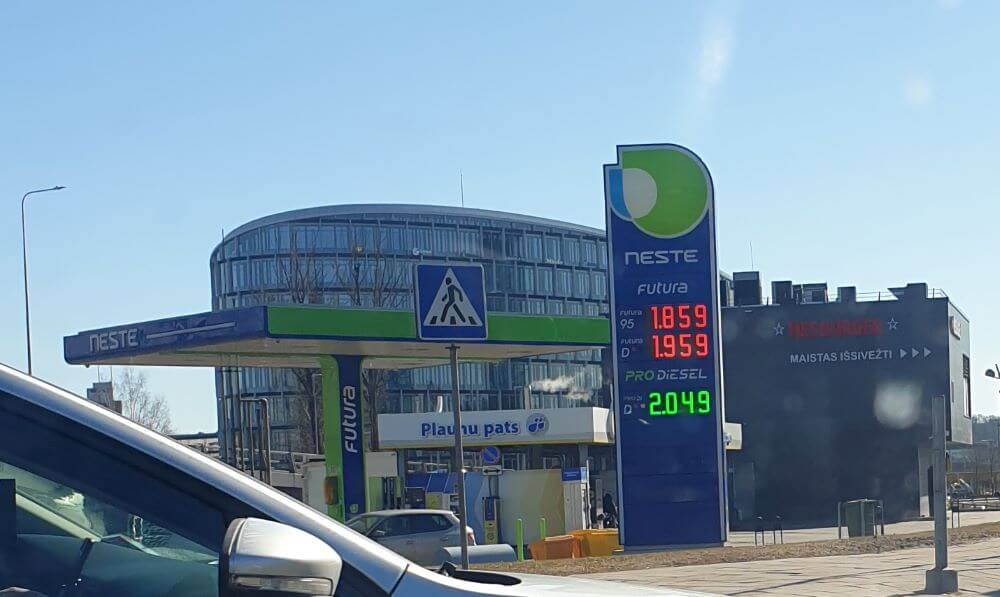 NESTE
Futura
Futura
95 1.859
Futura
D 1.959
PRO DIESEL
D 2.049
NESTE
Futura
Plaunu pats
HESBURGER
MAISTAS IŠSIVEŽTI